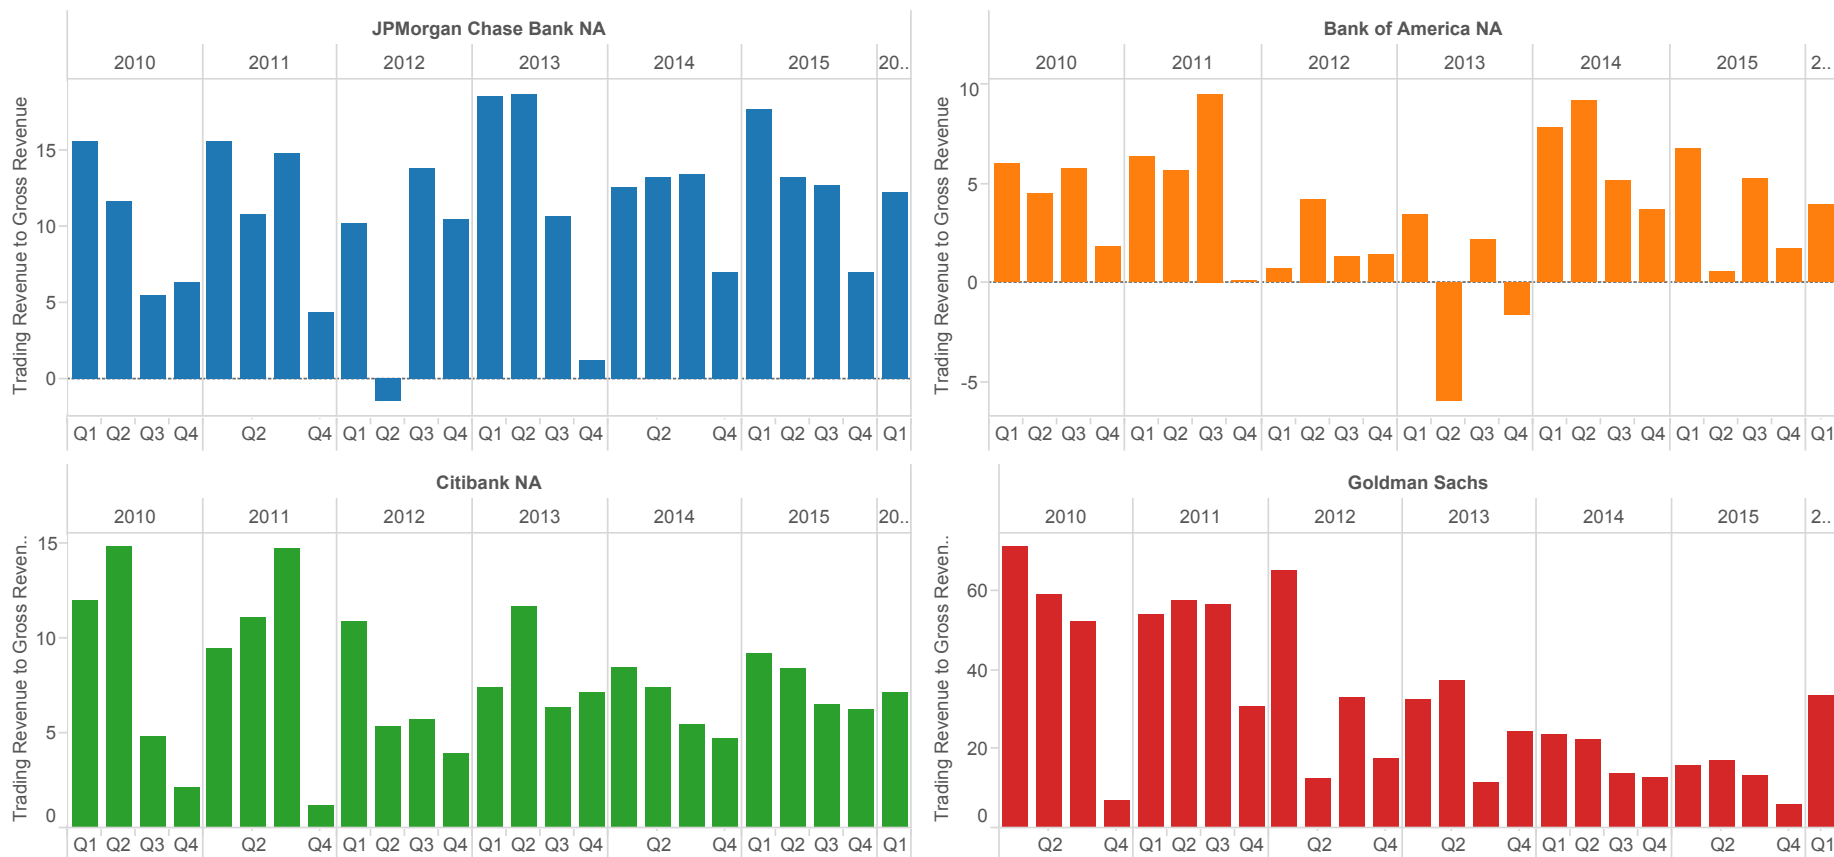 JPMorgan Chase Bank NA
2010 2011 2012 2013 2014 2015 20..
Trading Revenue to Gross Revenue
15
10
5
0
Q1 Q2 Q3 Q4 Q2 Q4 Q1 Q2 Q3 Q4 Q1 Q2 Q3 Q4 Q2 Q4 Q1 Q2 Q3 Q4 Q1
Bank of America NA
2010 2011 2012 2013 2014 2015 2..
Trading Revenue to Gross Revenue
10
5
0
-5
Q1 Q2 Q3 Q4 Q1 Q2 Q3 Q4 Q1 Q2 Q3 Q4 Q1 Q2 Q3 Q4 Q1 Q2 Q3 Q4 Q1 Q2 Q3 Q4 Q1
Citibank NA
2010 2011 2012 2013 2014 2015 20..
Trading Revenue to Gross Reven..
15
10
5
0
Q1 Q2 Q3 Q4 Q2 Q4 Q1 Q2 Q3 Q4 Q1 Q2 Q3 Q4 Q1 Q2 Q3 Q4 Q1 Q2 Q3 Q4 Q1
Goldman Sachs
2010 2011 2012 2013 2014 2015 2..
Trading Revenue to Gross Reven..
60
40
20
0
Q2 Q4 Q1 Q2 Q3 Q4 Q1 Q2 Q3 Q4 Q1 Q2 Q3 Q4 Q1 Q2 Q3 Q4 Q2 Q4 Q1